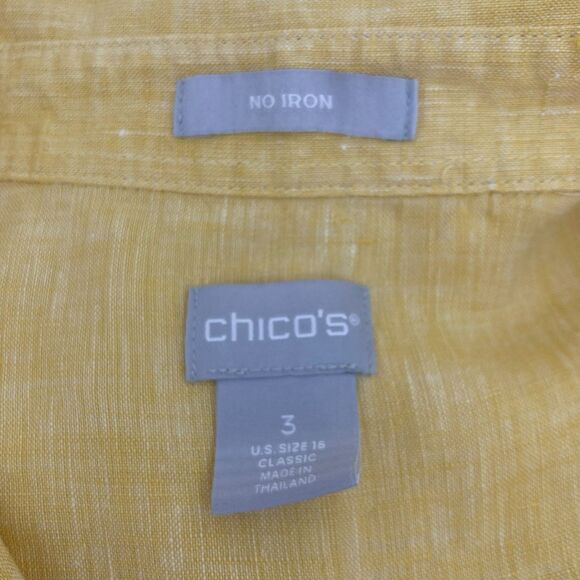 NO IRON
chico's®
3
U.S. SIZE 16
CLASSIC
MADE IN
THAILAND